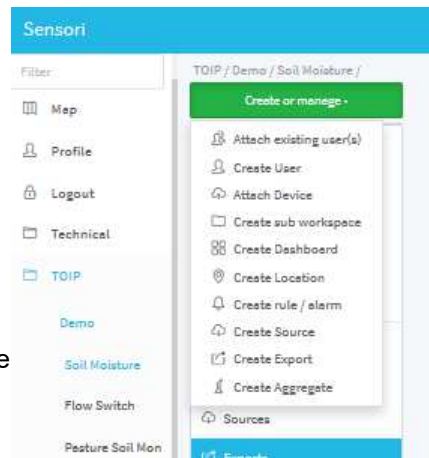 Sensori
Filter
Map
Profile
Logout
Technical
TOIP
Demo
Soil Moisture
Flow Switch
Pasture Soil Mon
e
TOIP / Demo / Soil Moisture /
Create or manage
Attach existing user(s)
Create User
Attach Device
Create sub workspace
Create Dashboard
Create Location
Create rule / alarm
Create Source
Create Export
Create Aggregate
Sources
Exports